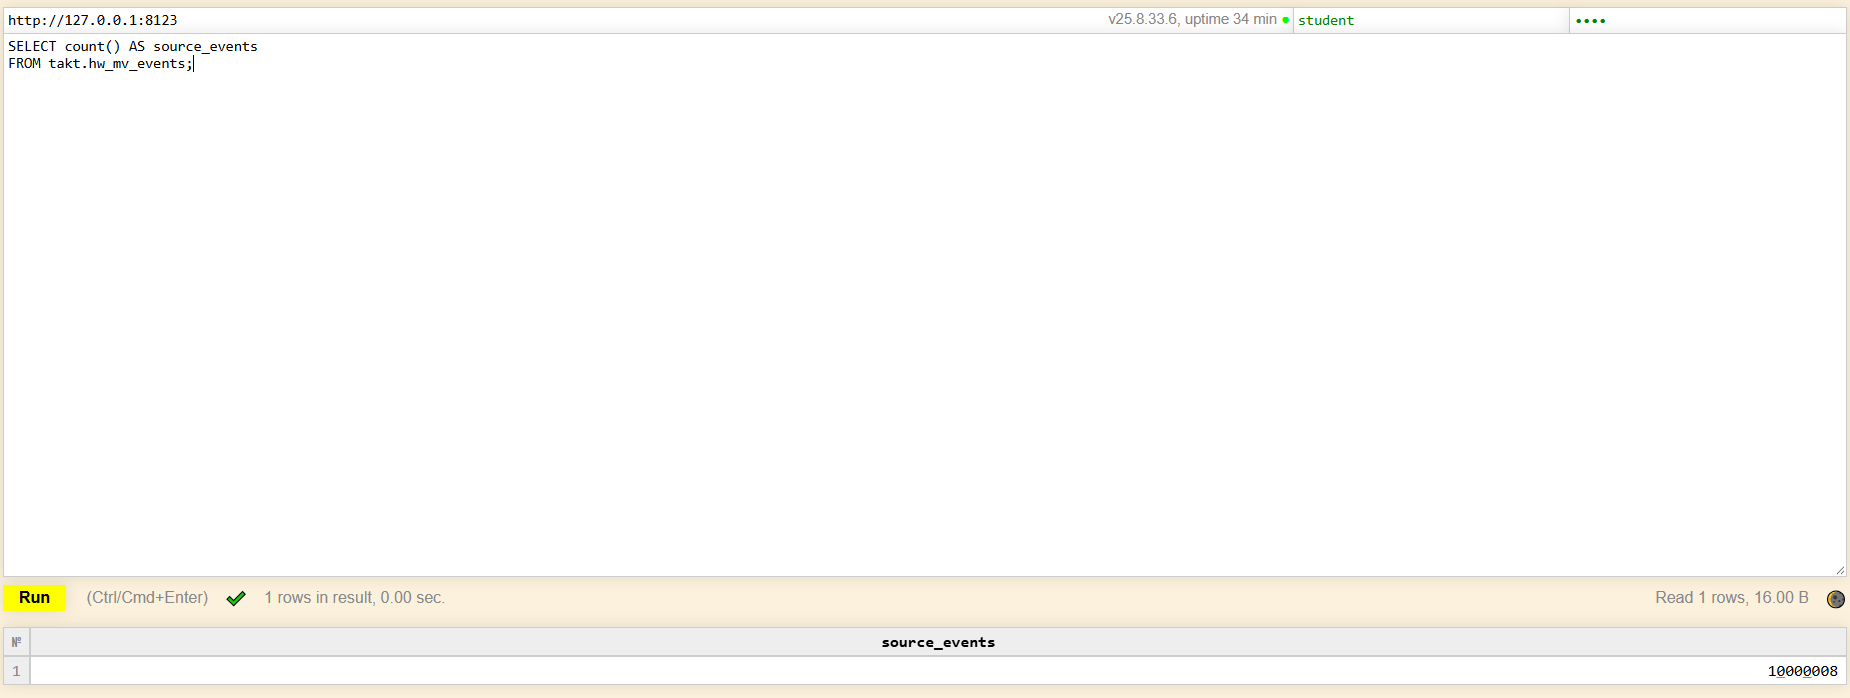 http://127.0.0.1:8123 v25.8.33.6, uptime 34 min student ••••
SELECT count() AS source_events
FROM takt.hw_mv_events;
Run (Ctrl/Cmd+Enter) 1 rows in result, 0.00 sec. Read 1 rows, 16.00 B
№ source_events
1 10000008